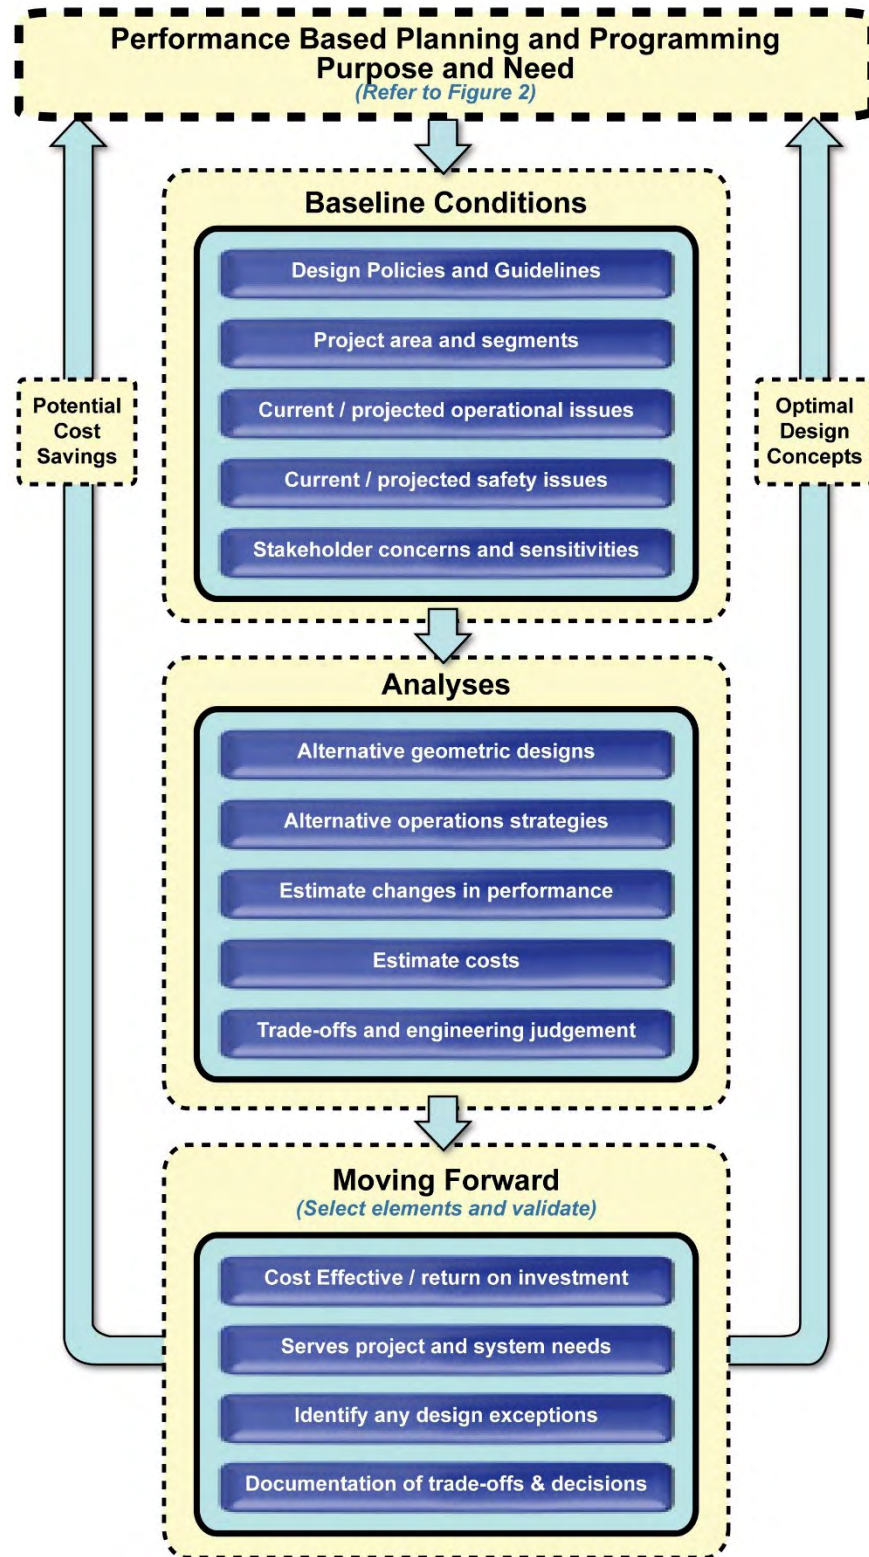 Performance Based Planning and Programming
Purpose and Need
(Refer to Figure 2)
Baseline Conditions
Design Policies and Guidelines
Project area and segments
Current / projected operational issues
Current / projected safety issues
Stakeholder concerns and sensitivities
Potential
Cost
Savings
Optimal
Design
Concepts
Analyses
Alternative geometric designs
Alternative operations strategies
Estimate changes in performance
Estimate costs
Trade-offs and engineering judgement
Moving Forward
(Select elements and validate)
Cost Effective / return on investment
Serves project and system needs
Identify any design exceptions
Documentation of trade-offs & decisions